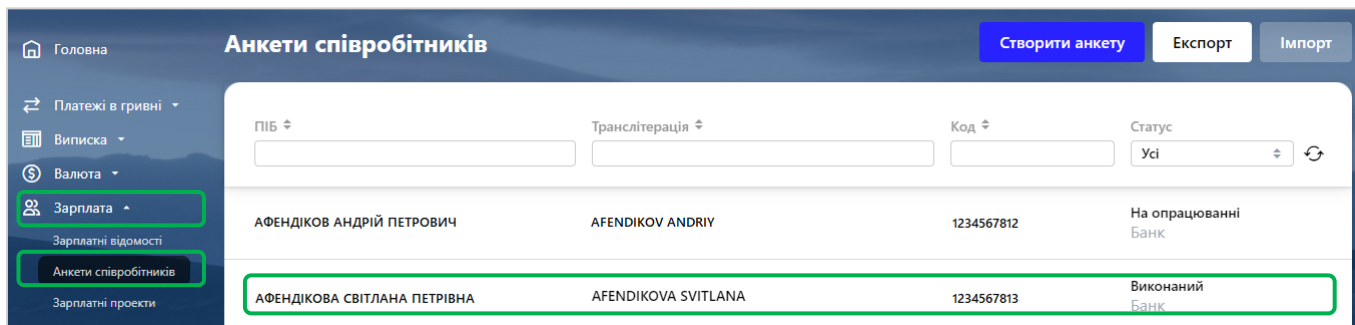 Головна
Платежі в гривні
Виписка
Валюта
Зарплата
Зарплатні відомості
Анкети співробітників
Зарплатні проекти
Анкети співробітників
Створити анкету Експорт Імпорт
ПІБ Транслітерація Код Статус
Усі
АФЕНДІКОВ АНДРІЙ ПЕТРОВИЧ AFENDIKOV ANDRIY 1234567812 На опрацюванні
Банк
АФЕНДІКОВА СВІТЛАНА ПЕТРІВНА AFENDIKOVA SVITLANA 1234567813 Виконаний
Банк